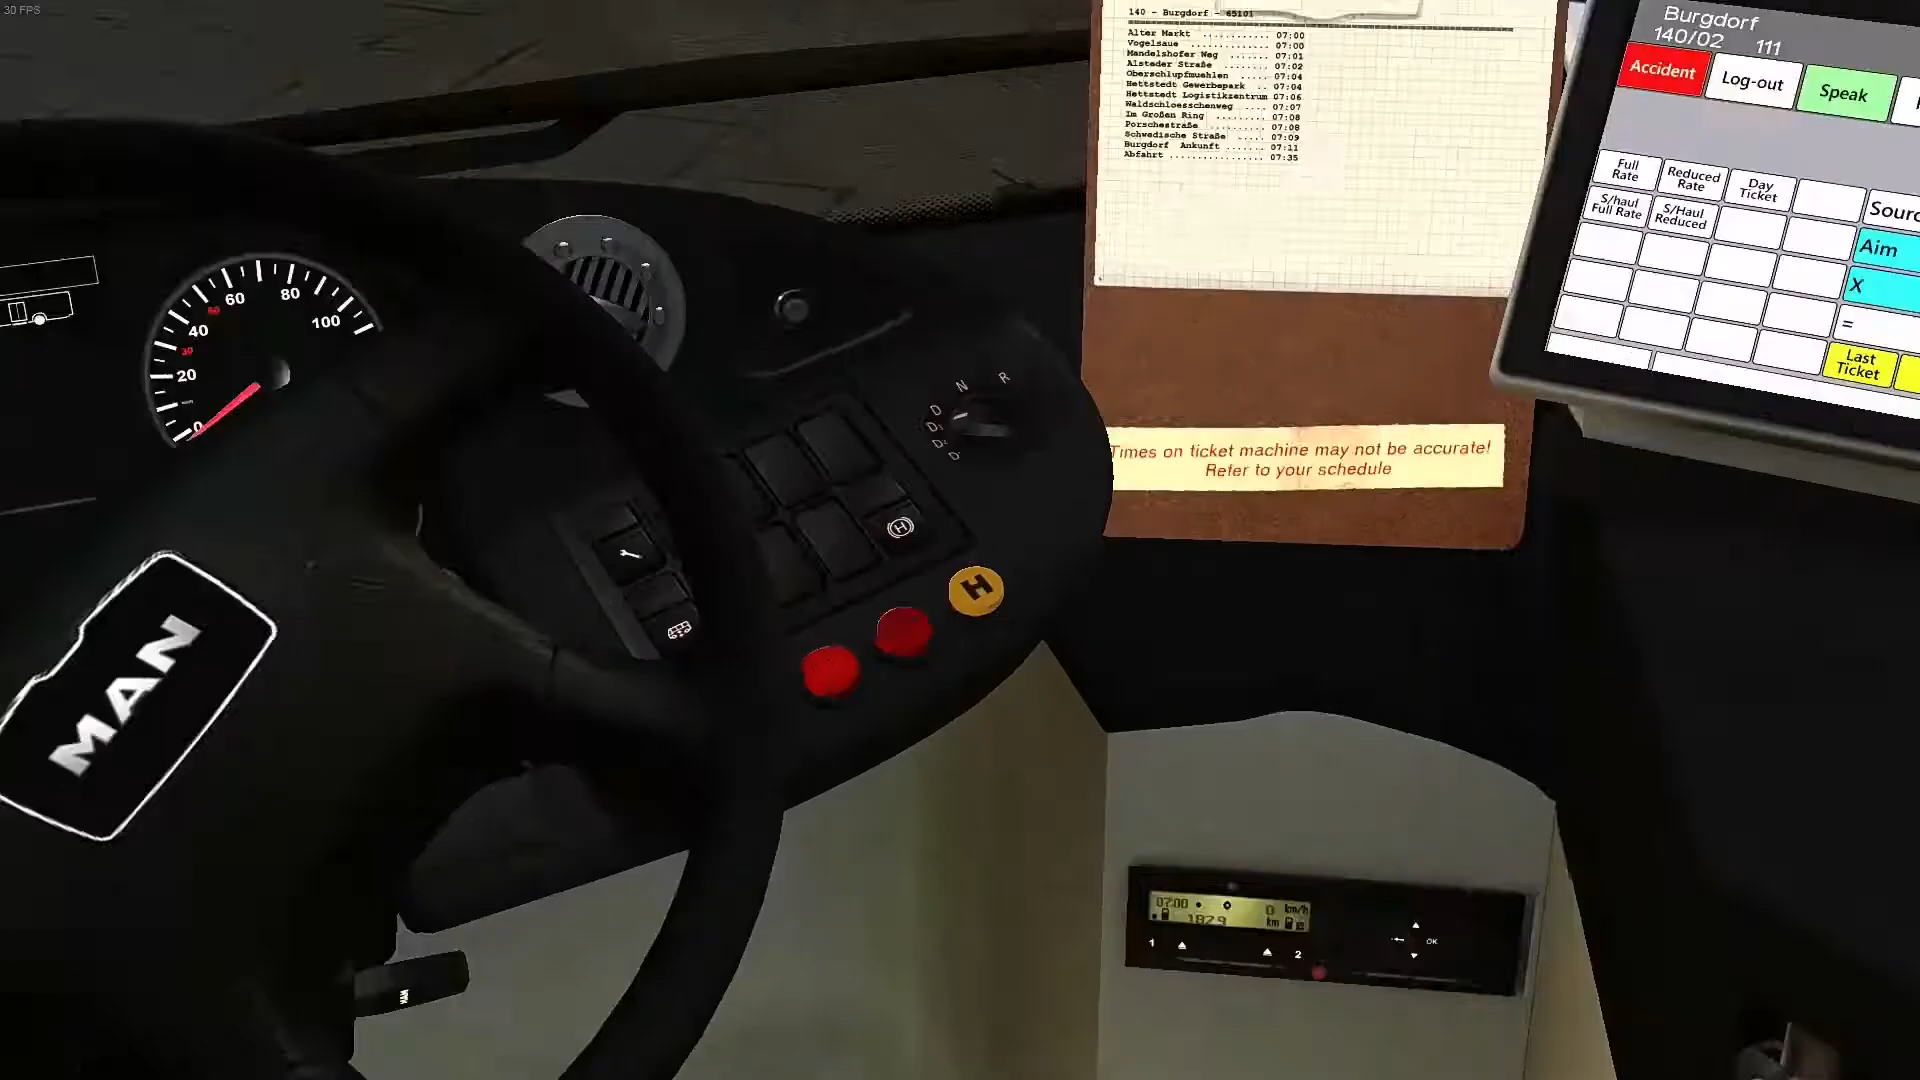 30 FPS
140 - Burgdorf - 65101
Alter Markt ............ 07:00
Vogelsaue .............. 07:00
Mandelshofer Weg ....... 07:01
Alsteder Straße ........ 07:02
Oberschlupfmuehlen ..... 07:04
Hettstedt Gewerbepark .. 07:04
Hettstedt Logistikzentrum 07:06
Waldschloesschenweg .... 07:07
Im Großen Ring ......... 07:08
Porschestraße .......... 07:08
Schwedische Straße ..... 07:09
Burgdorf Ankunft ....... 07:11
Abfahrt ................ 07:35
Burgdorf
140/02 111
Accident
Log-out
Speak
Full Rate
Reduced Rate
Day Ticket
S/haul Full Rate
S/Haul Reduced
Sourc
Aim
X
=
Last Ticket
Times on ticket machine may not be accurate!
Refer to your schedule
0
20
30
40
60
80
100
R
N
D
H
H
MAN
MAN
07:00 0 km/h
1879 km
1
2
OK